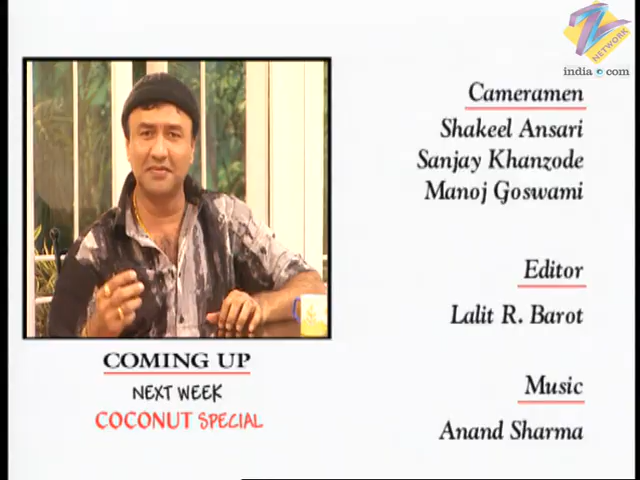 Z
NETWORK
india.com
Cameramen
Shakeel Ansari
Sanjay Khanzode
Manoj Goswami
Editor
Lalit R. Barot
Music
Anand Sharma
COMING UP
NEXT WEEK
COCONUT SPECIAL